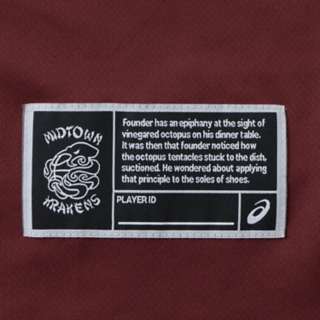 MIDTOWN
KRAKENS
Founder has an epiphany at the sight of
vinegared octopus on his dinner table.
It was then that founder noticed how
the octopus tentacles stuck to the dish,
suctioned. He wondered about applying
that principle to the soles of shoes.
PLAYER ID